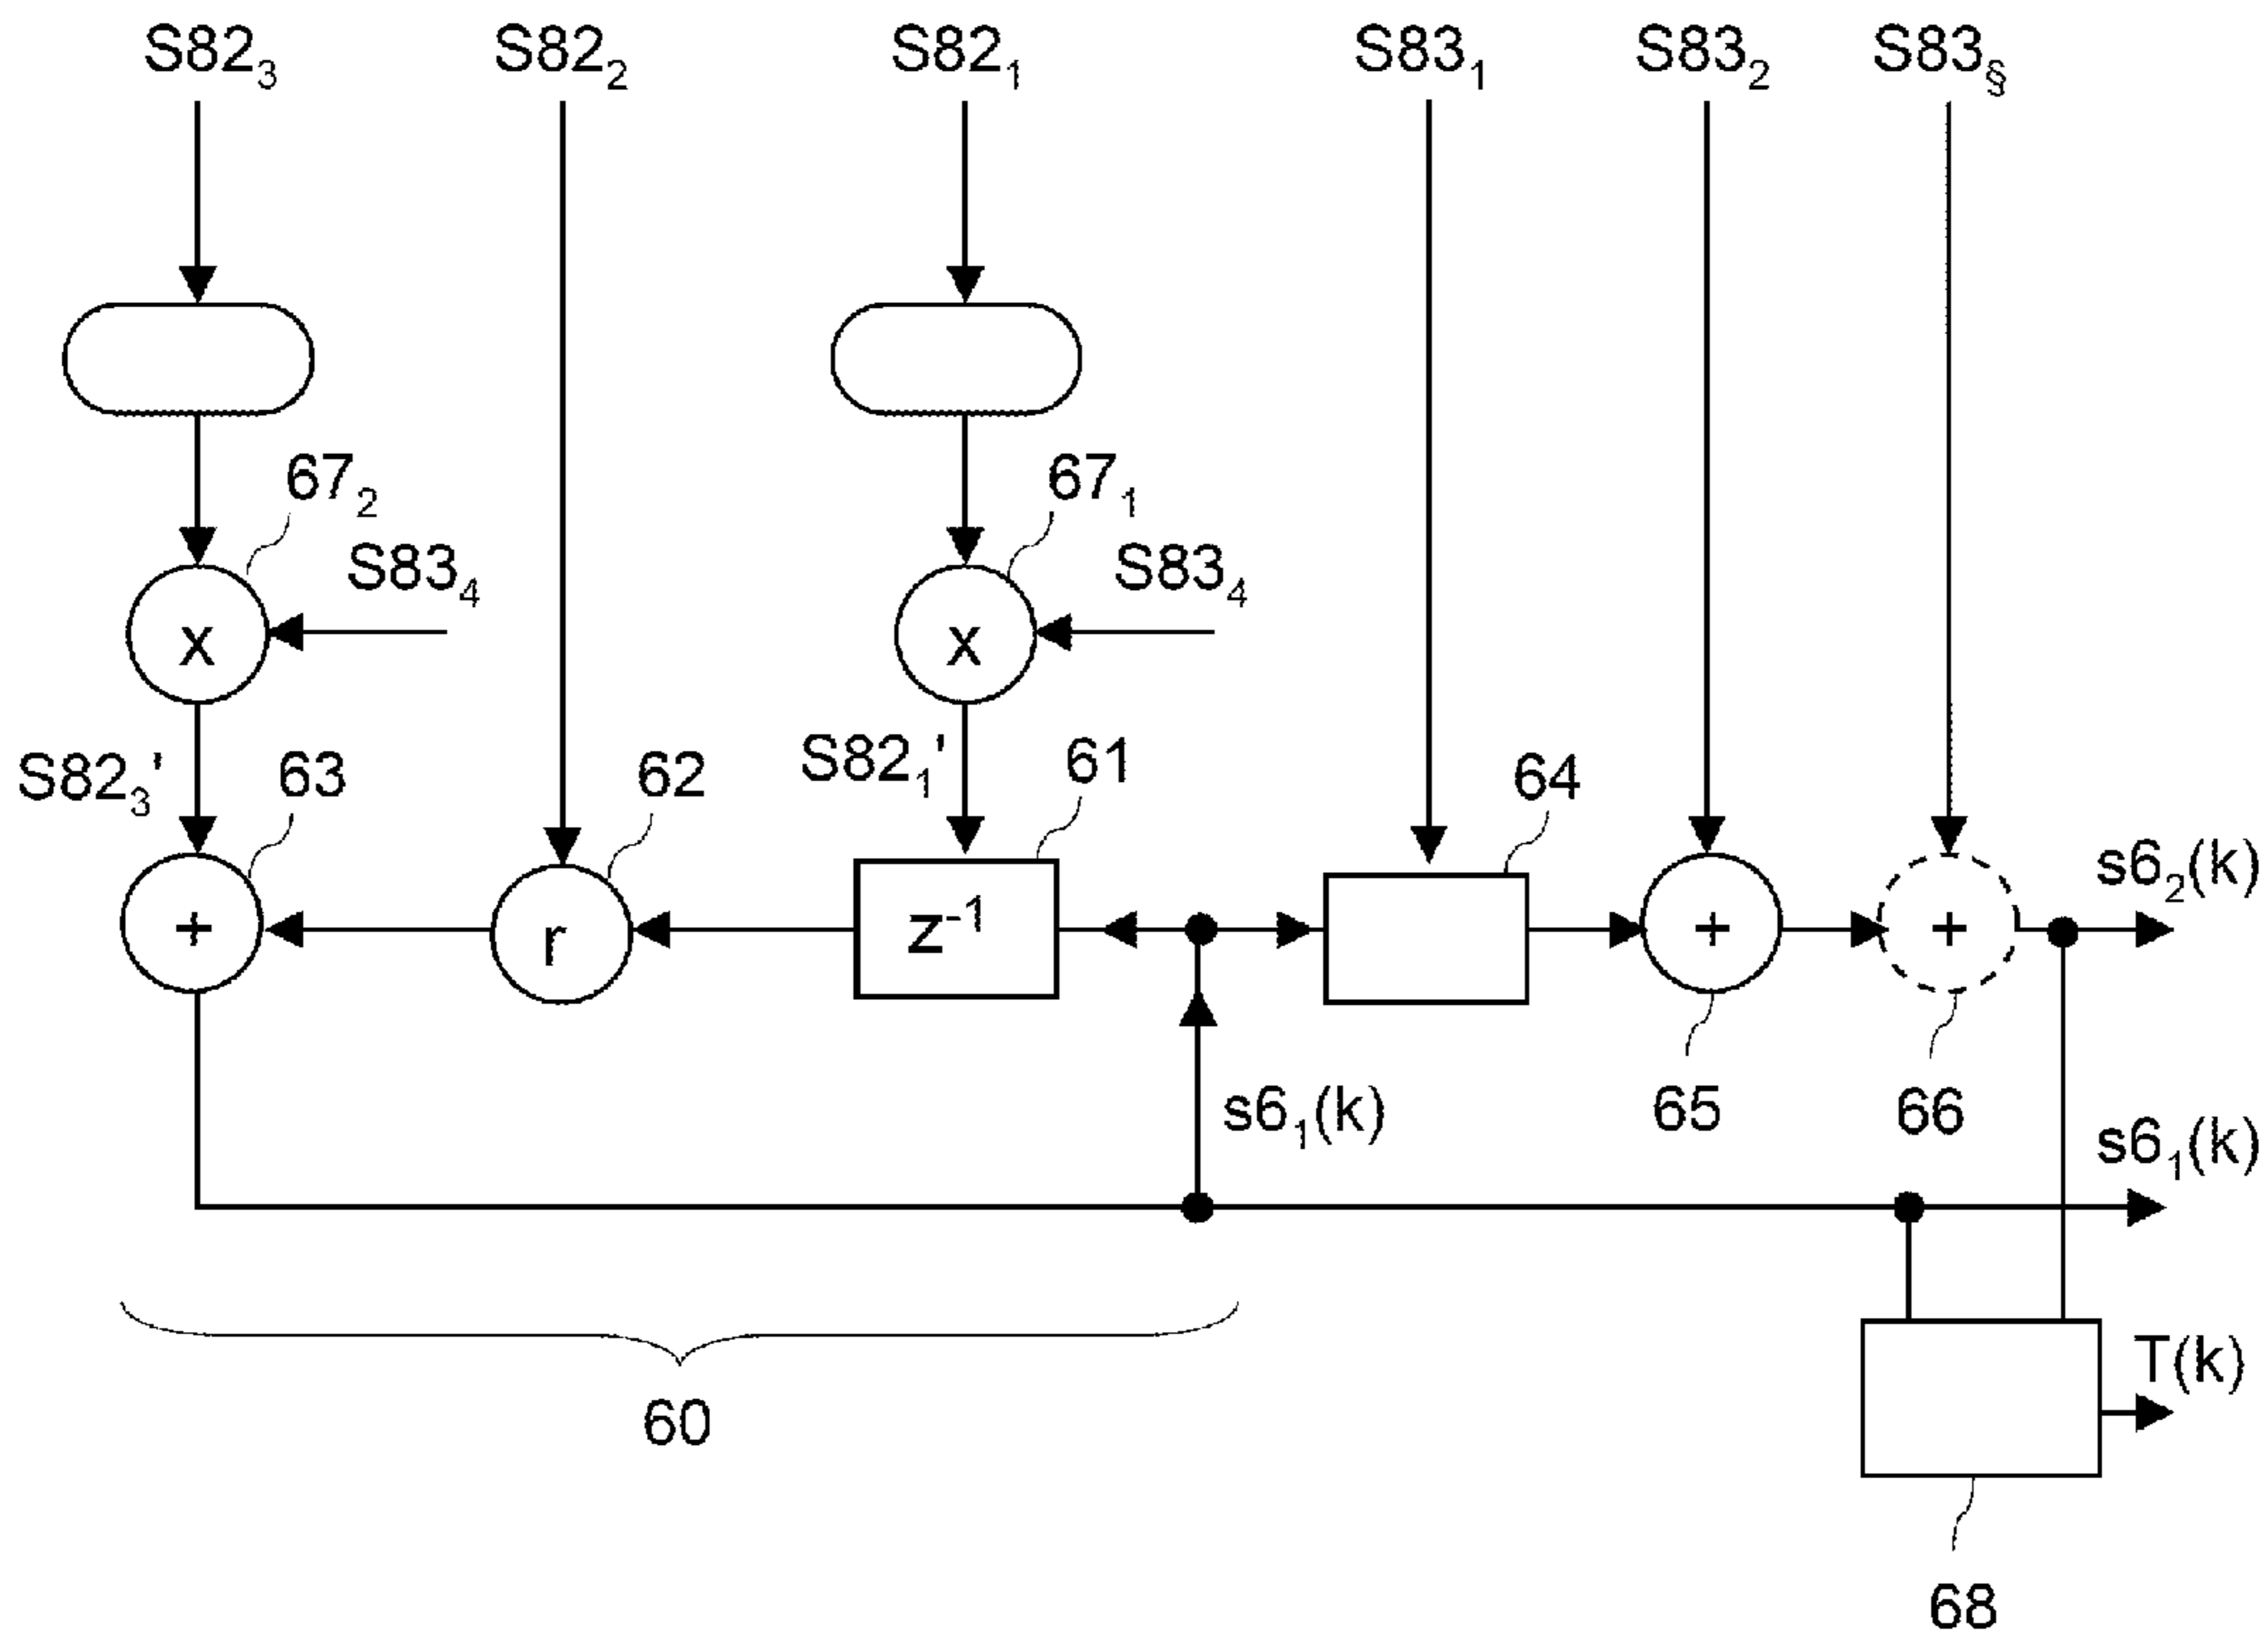 S82₃ S82₂ S82₁ S83₁ S83₂ S83§
67₂ 67₁
S83₄ S83₄
x x
S82₃' 63 62 S82₁' 61 64
s6₂(k)
+ r z⁻¹ + +
s6₁(k) 65 66
s6₁(k)
T(k)
60
68